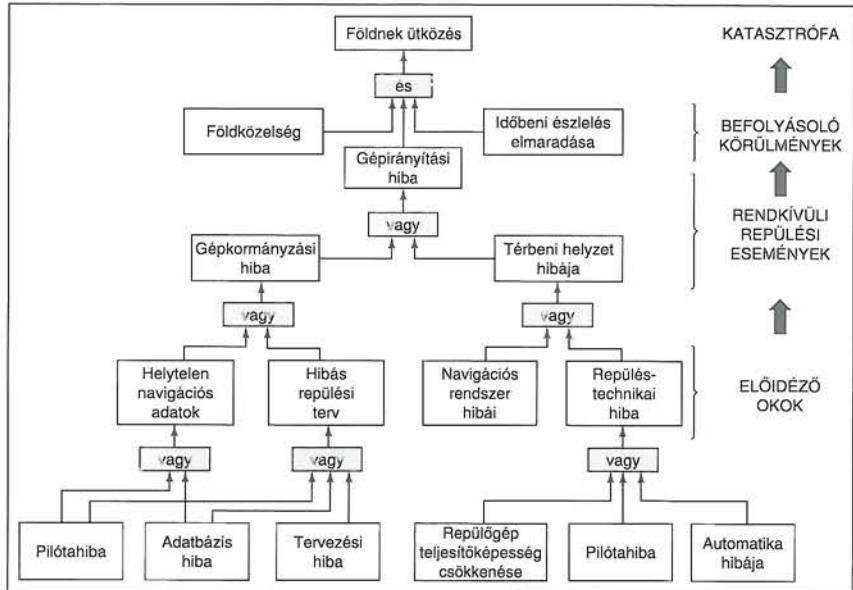 Földnek ütközés
KATASZTRÓFA
és
Földközelség
Időbeni észlelés
elmaradása
BEFOLYÁSOLÓ
KÖRÜLMÉNYEK
Gépirányítási
hiba
vagy
RENDKÍVÜLI
REPÜLÉSI
ESEMÉNYEK
Gépkormányzási
hiba
Térbeni helyzet
hibája
vagy
vagy
Helytelen
navigációs
adatok
Hibás
repülési
terv
Navigációs
rendszer
hibái
Repülés-
technikai
hiba
ELŐIDÉZŐ
OKOK
vagy
vagy
vagy
Pilótahiba
Adatbázis
hiba
Tervezési
hiba
Repülőgép
teljesítőképesség
csökkenése
Pilótahiba
Automatika
hibája